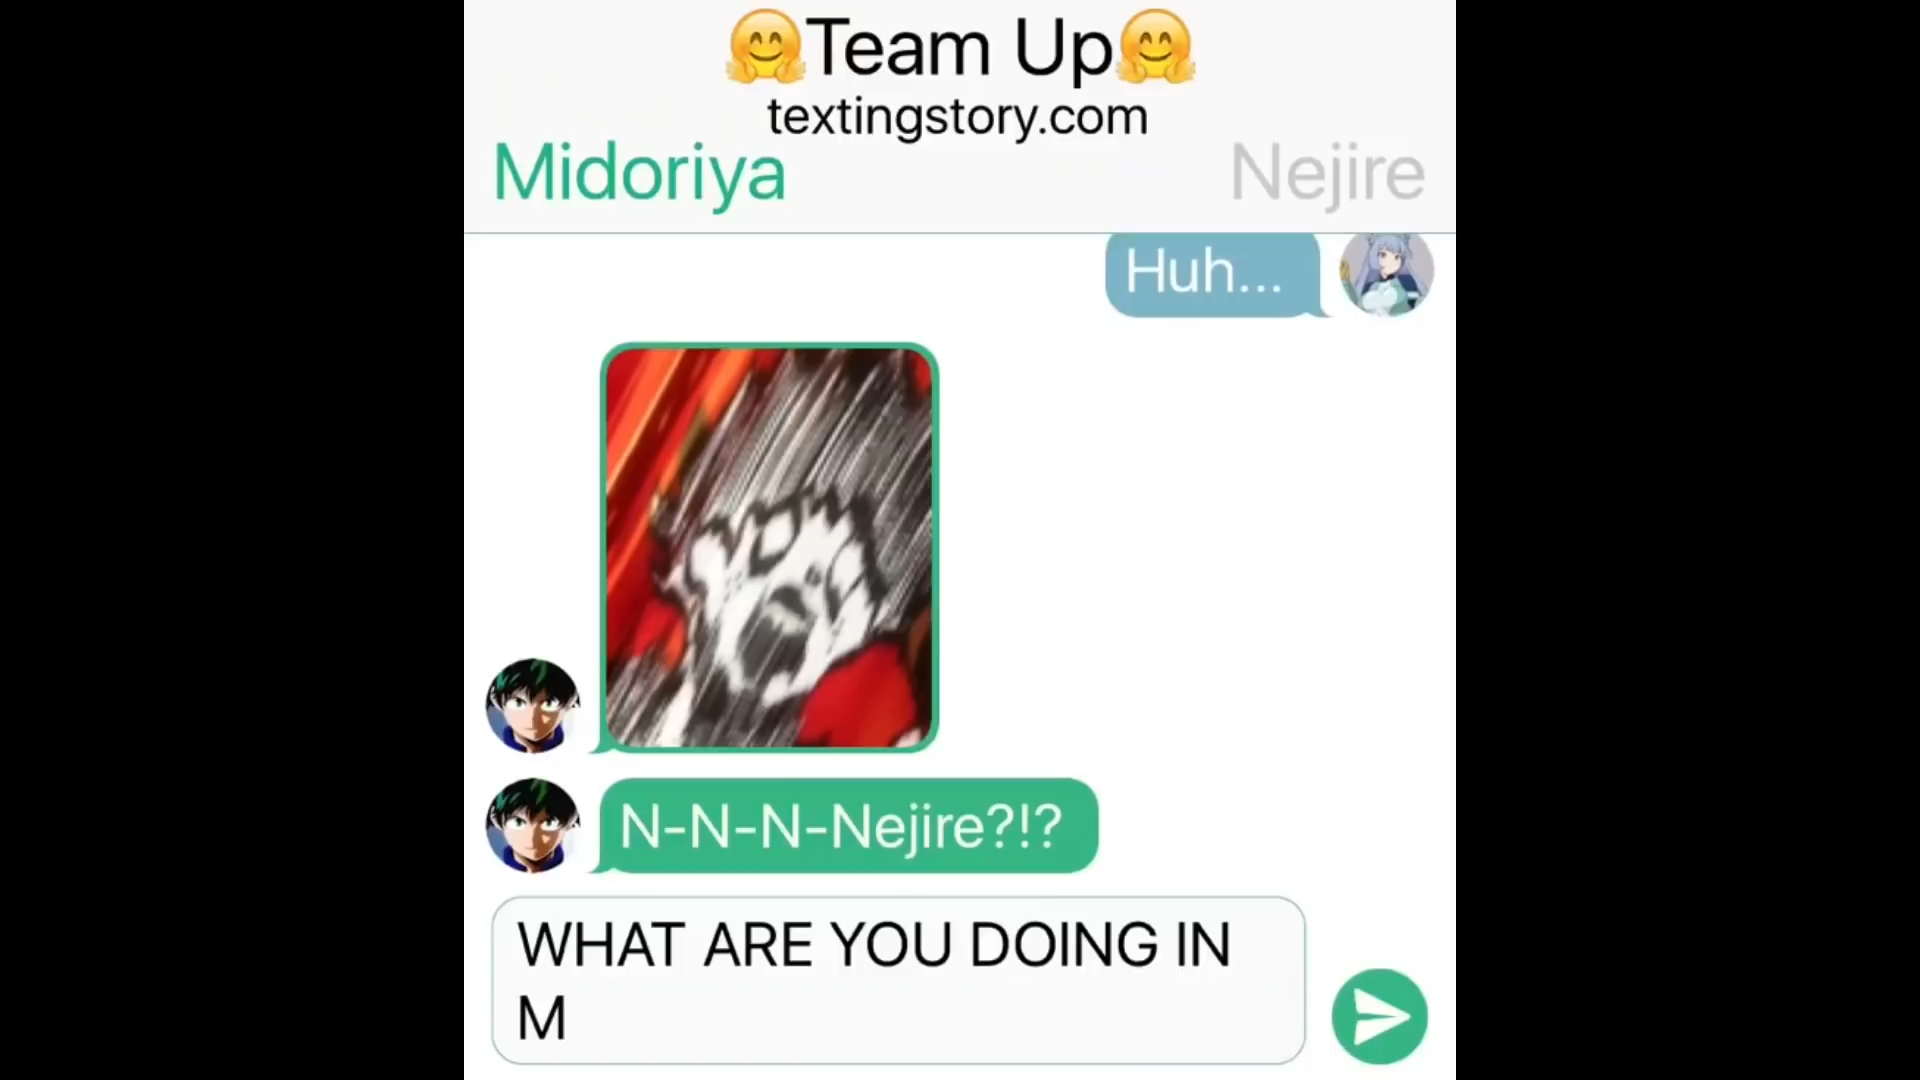 🤗Team Up🤗
textingstory.com
Midoriya
Nejire
Huh...
N-N-N-Nejire?!?
WHAT ARE YOU DOING IN
M